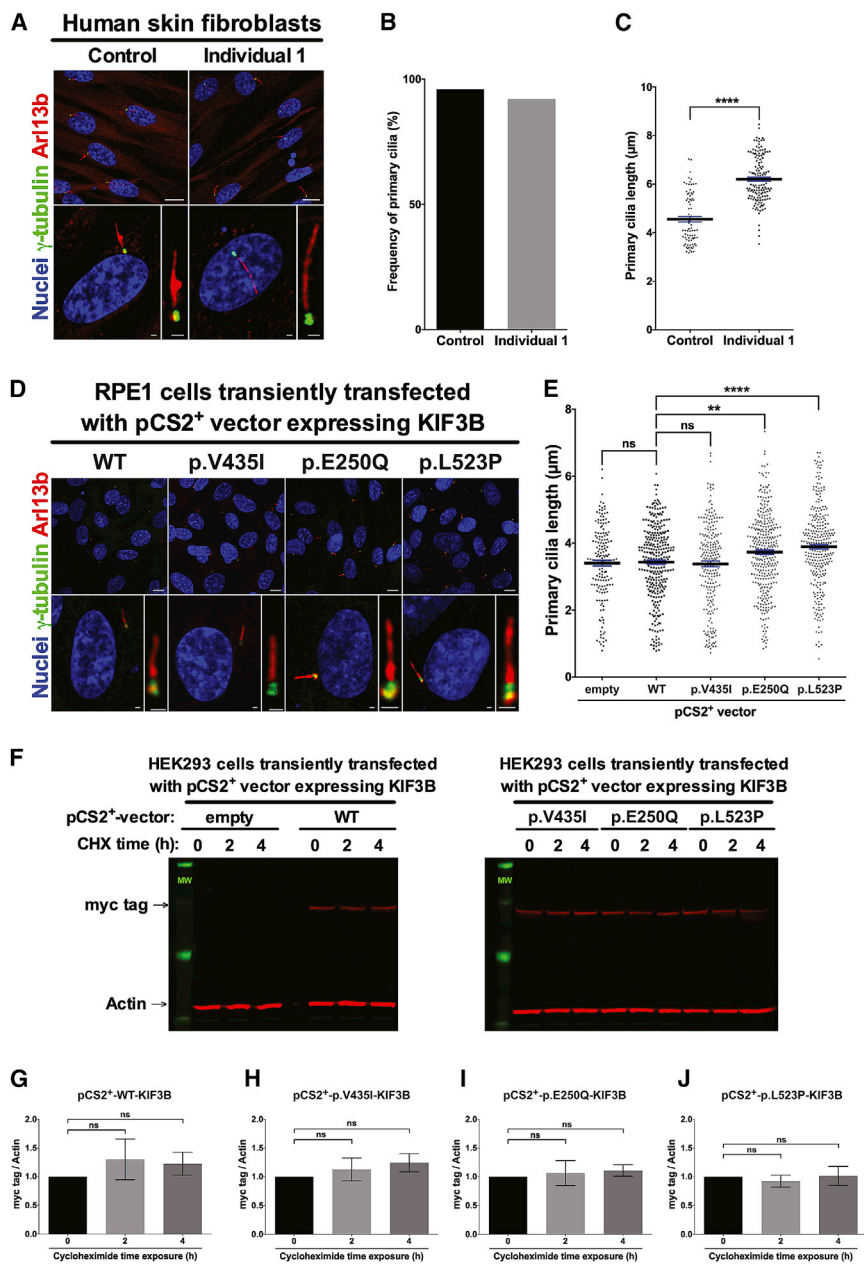 A
Human skin fibroblasts
Control Individual 1
Nuclei γ-tubulin Arl13b
B
Frequency of primary cilia (%)
100
50
0
Control Individual 1
C
Primary cilia length (µm)
10
8
6
4
2
0
****
Control Individual 1
D
RPE1 cells transiently transfected
with pCS2+ vector expressing KIF3B
WT p.V435I p.E250Q p.L523P
Nuclei γ-tubulin Arl13b
E
Primary cilia length (µm)
8
6
4
2
0
****
**
ns
ns
empty WT p.V435I p.E250Q p.L523P
pCS2+ vector
F
HEK293 cells transiently transfected
with pCS2+ vector expressing KIF3B
pCS2+-vector: empty WT
CHX time (h): 0 2 4 0 2 4
MW
myc tag
Actin
HEK293 cells transiently transfected
with pCS2+ vector expressing KIF3B
p.V435I p.E250Q p.L523P
0 2 4 0 2 4 0 2 4
MW
G
pCS2+-WT-KIF3B
myc tag / Actin
2.0
1.5
1.0
0.5
0.0
ns
ns
0 2 4
Cycloheximide time exposure (h)
H
pCS2+-p.V435I-KIF3B
myc tag / Actin
2.0
1.5
1.0
0.5
0.0
ns
ns
0 2 4
Cycloheximide time exposure (h)
I
pCS2+-p.E250Q-KIF3B
myc tag / Actin
2.0
1.5
1.0
0.5
0.0
ns
ns
0 2 4
Cycloheximide time exposure (h)
J
pCS2+-p.L523P-KIF3B
myc tag / Actin
2.0
1.5
1.0
0.5
0.0
ns
ns
0 2 4
Cycloheximide time exposure (h)